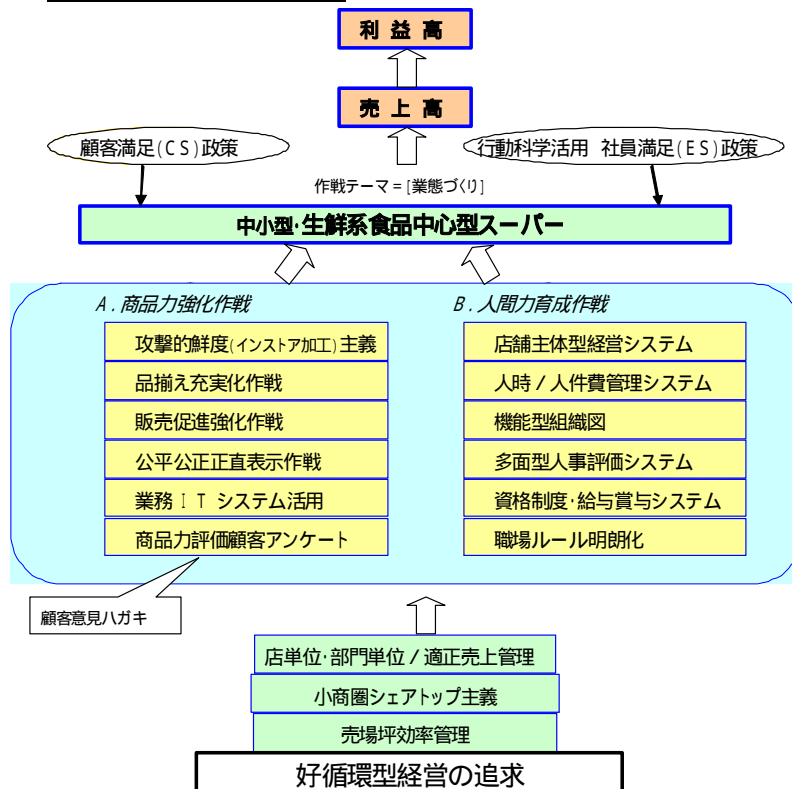 利 益 高
売 上 高
顧客満足(CS)政策
行動科学活用 社員満足(ES)政策
作戦テーマ=[業態づくり]
中小型・生鮮系食品中心型スーパー
A.商品力強化作戦
攻撃的鮮度(インストア加工)主義
品揃え充実化作戦
販売促進強化作戦
公平公正正直表示作戦
業務ITシステム活用
商品力評価顧客アンケート
顧客意見ハガキ
B.人間力育成作戦
店舗主体型経営システム
人時/人件費管理システム
機能型組織図
多面型人事評価システム
資格制度・給与賞与システム
職場ルール明朗化
店単位・部門単位/適正売上管理
小商圏シェアトップ主義
売場坪効率管理
好循環型経営の追求